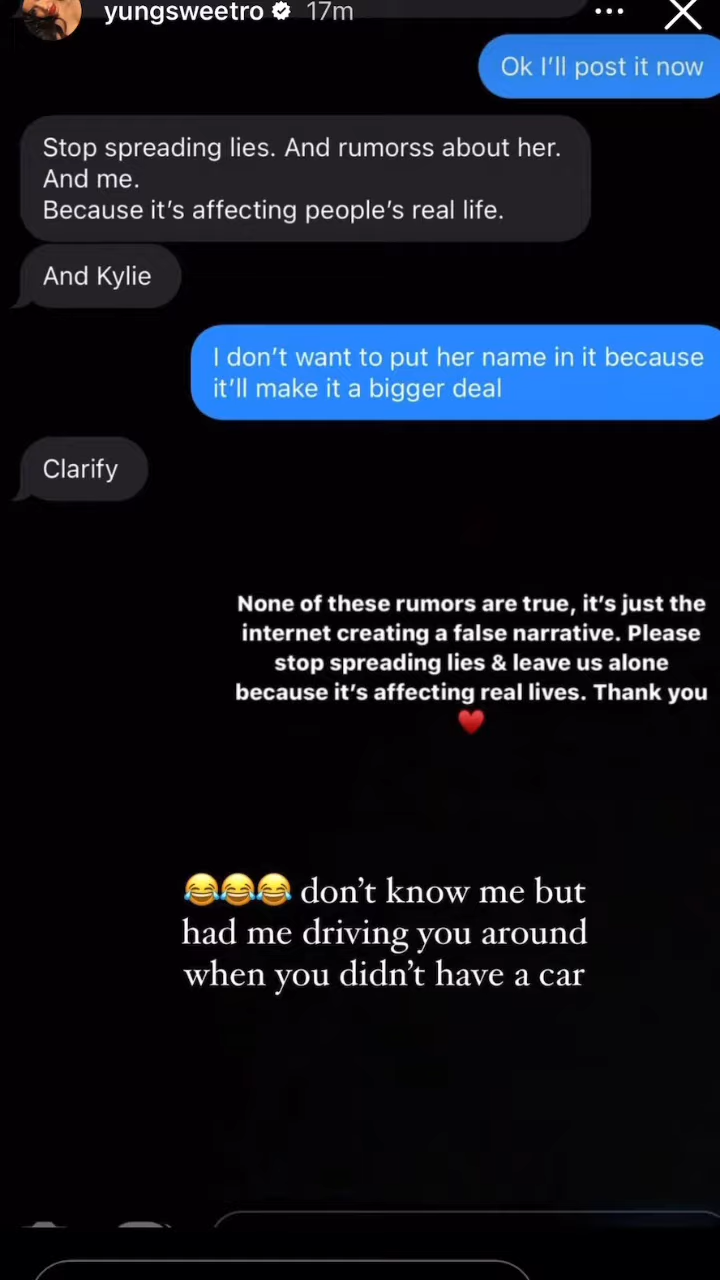 yungsweetro 17m
Ok I'll post it now
Stop spreading lies. And rumorss about her.
And me.
Because it's affecting people's real life.
And Kylie
I don't want to put her name in it because
it'll make it a bigger deal
Clarify
None of these rumors are true, it's just the
internet creating a false narrative. Please
stop spreading lies & leave us alone
because it's affecting real lives. Thank you
♥️
😂😂😂 don't know me but
had me driving you around
when you didn't have a car